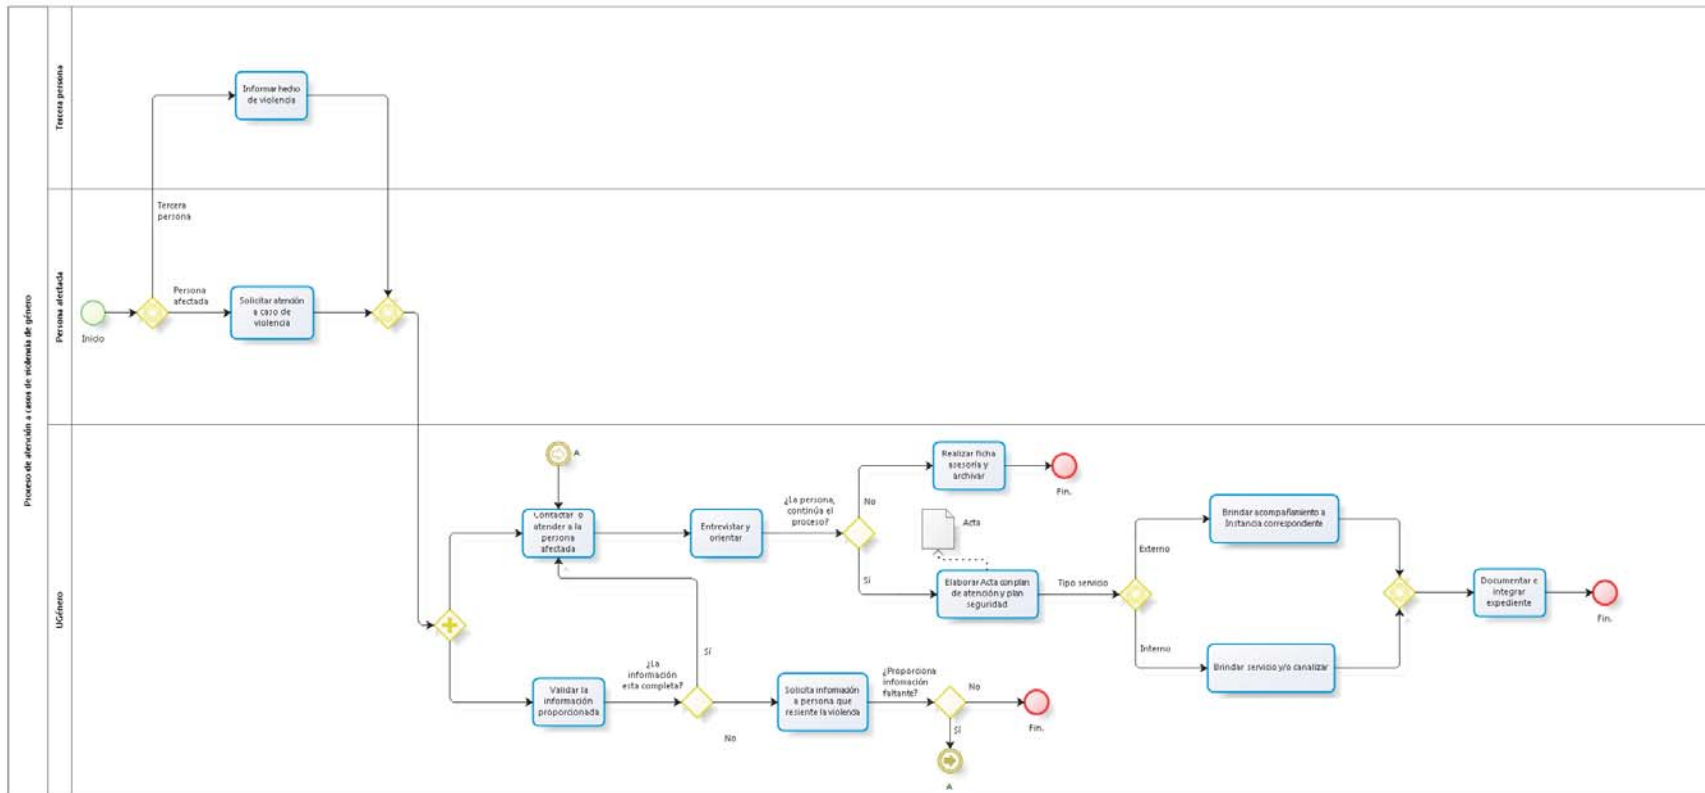 Proceso de atención a casos de violencia de género
Tercera persona
Informar hecho
de violencia
Tercera
persona
Persona afectada
Inicio
Persona
afectada
Solicitar atención
a caso de
violencia
UGénero
A
Contactar o
atender a la
persona
afectada
Entrevistar y
orientar
¿La persona,
continúa el
proceso?
No
Realizar ficha
asesoría y
archivar
Fin.
Acta
Sí
Elaborar Acta con plan
de atención y plan
seguridad
Tipo servicio
Externo
Brindar acompañamiento a
Instancia correspondiente
Interno
Brindar servicio y/o canalizar
Documentar e
integrar
expediente
Fin.
Validar la
información
proporcionada
¿La
información
esta completa?
Sí
No
Solicita información
a persona que
resiente la violencia
¿Proporciona
infomación
faltante?
No
Fin.
Sí
A